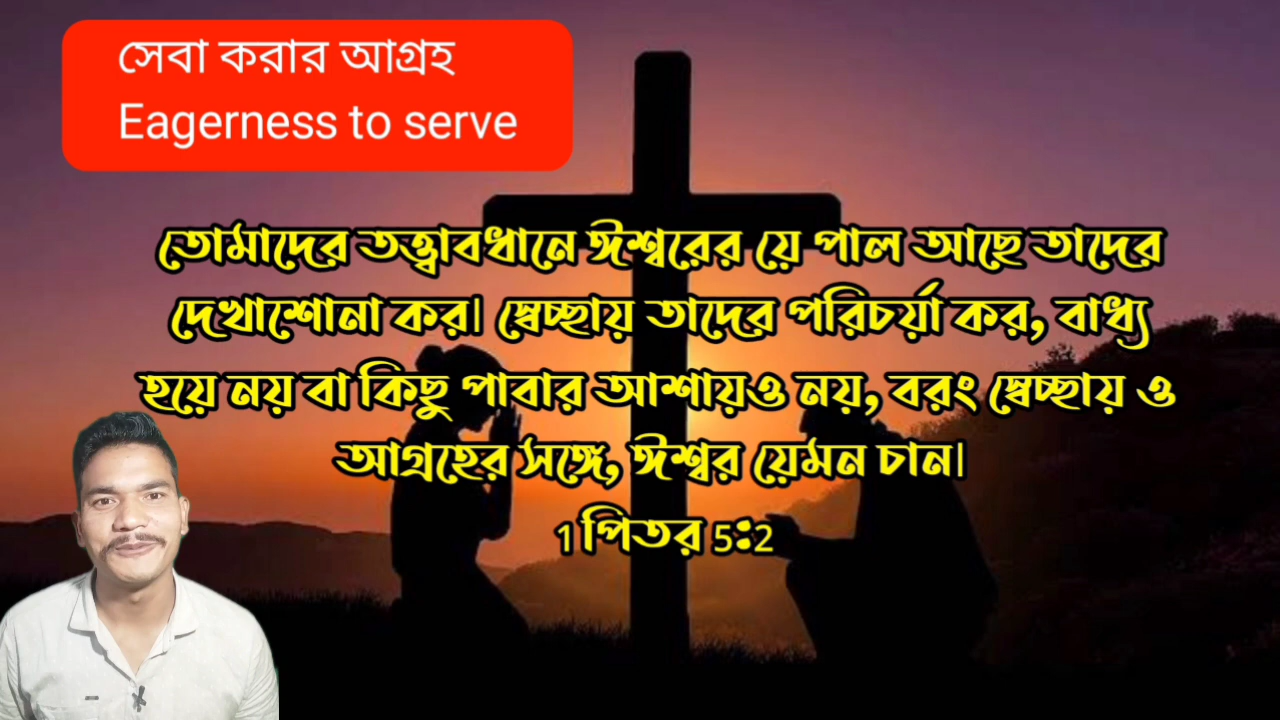 সেবা করার আগ্রহ
Eagerness to serve
তোমাদের তত্ত্বাবধানে ঈশ্বরের যে পাল আছে তাদের
দেখাশোনা কর। স্বেচ্ছায় তাদের পরিচর্যা কর, বাধ্য
হয়ে নয় বা কিছু পাবার আশায়ও নয়, বরং স্বেচ্ছায় ও
আগ্রহের সঙ্গে, ঈশ্বর যেমন চান।
1 পিতর 5:2